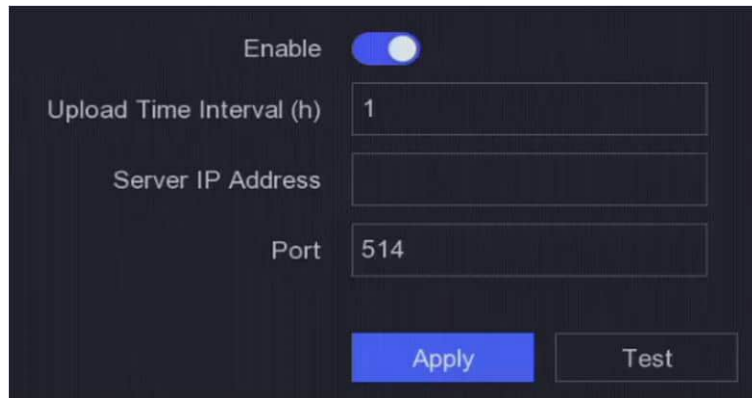 Enable
Upload Time Interval (h) 1
Server IP Address
Port 514
Apply Test